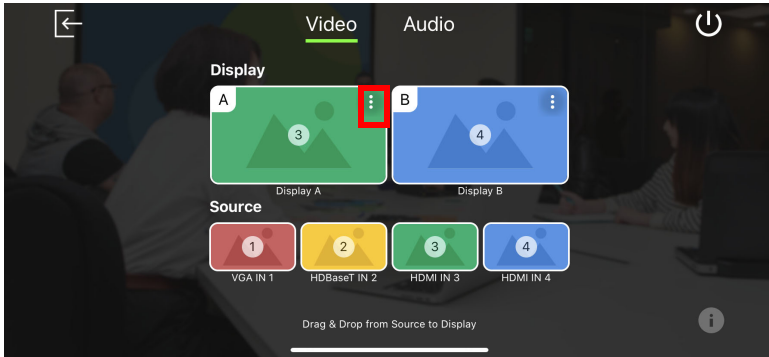 Video Audio
Display
A B
3 4
Display A Display B
Source
1 2 3 4
VGA IN 1 HDBaseT IN 2 HDMI IN 3 HDMI IN 4
Drag & Drop from Source to Display
i